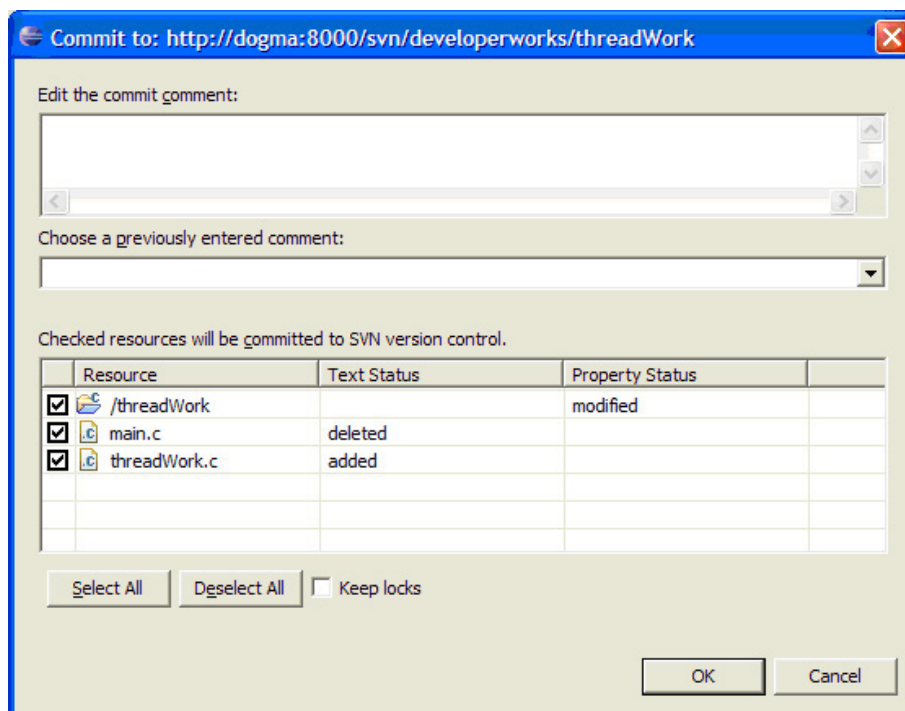 Commit to: http://dogma:8000/svn/developerworks/threadWork
Edit the commit comment:
Choose a previously entered comment:
Checked resources will be committed to SVN version control.
Resource Text Status Property Status
/threadWork modified
main.c deleted
threadWork.c added
Select All Deselect All Keep locks
OK Cancel